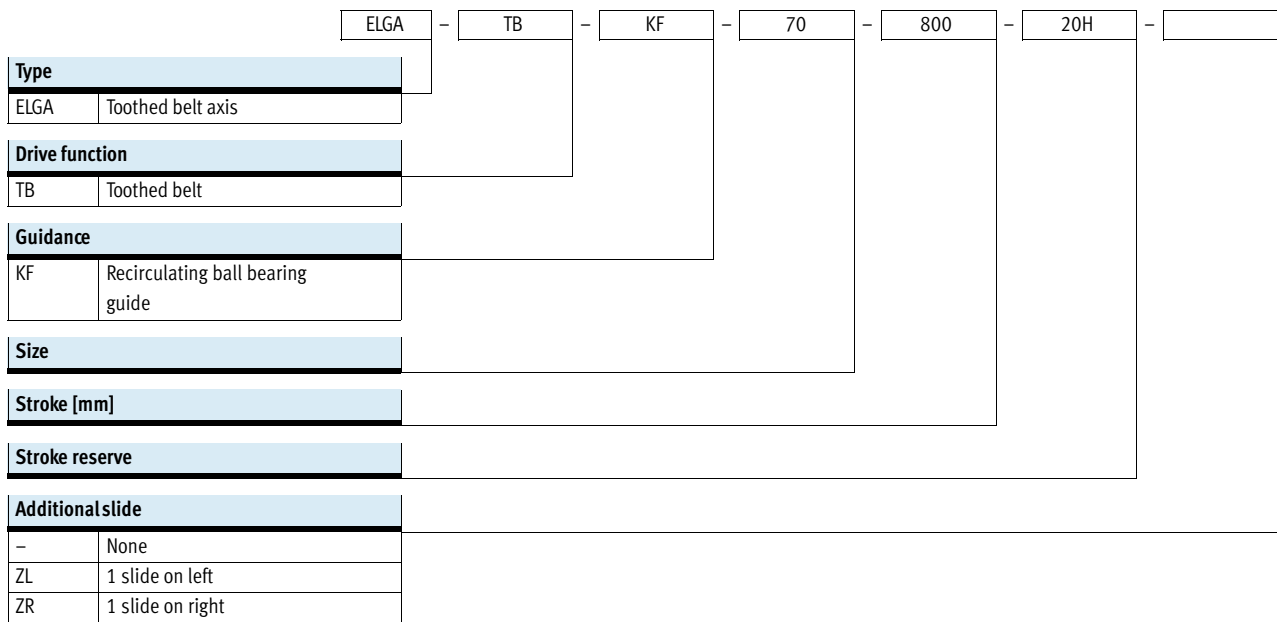 ELGA – TB – KF – 70 – 800 – 20H –
Type
ELGA Toothed belt axis
Drive function
TB Toothed belt
Guidance
KF Recirculating ball bearing
guide
Size
Stroke [mm]
Stroke reserve
Additional slide
– None
ZL 1 slide on left
ZR 1 slide on right